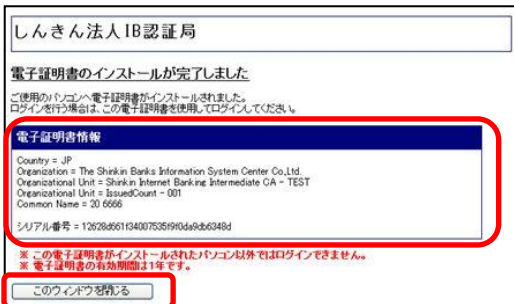 しんきん法人IB認証局
電子証明書のインストールが完了しました
ご使用のパソコンへ電子証明書がインストールされました。
ログインを行う場合は、この電子証明書を使用してログインしてください。
電子証明書情報
Country = JP
Organization = The Shinkin Banks Information System Center Co.,Ltd.
Organizational Unit = Shinkin Internet Banking Intermediate CA - TEST
Organizational Unit = IssuedCount - 001
Common Name = 20 6666
シリアル番号 = 12628d661f34007535f9f0da9db6348d
※ この電子証明書がインストールされたパソコン以外ではログインできません。
※ 電子証明書の有効期間は1年です。
このウィンドウを閉じる